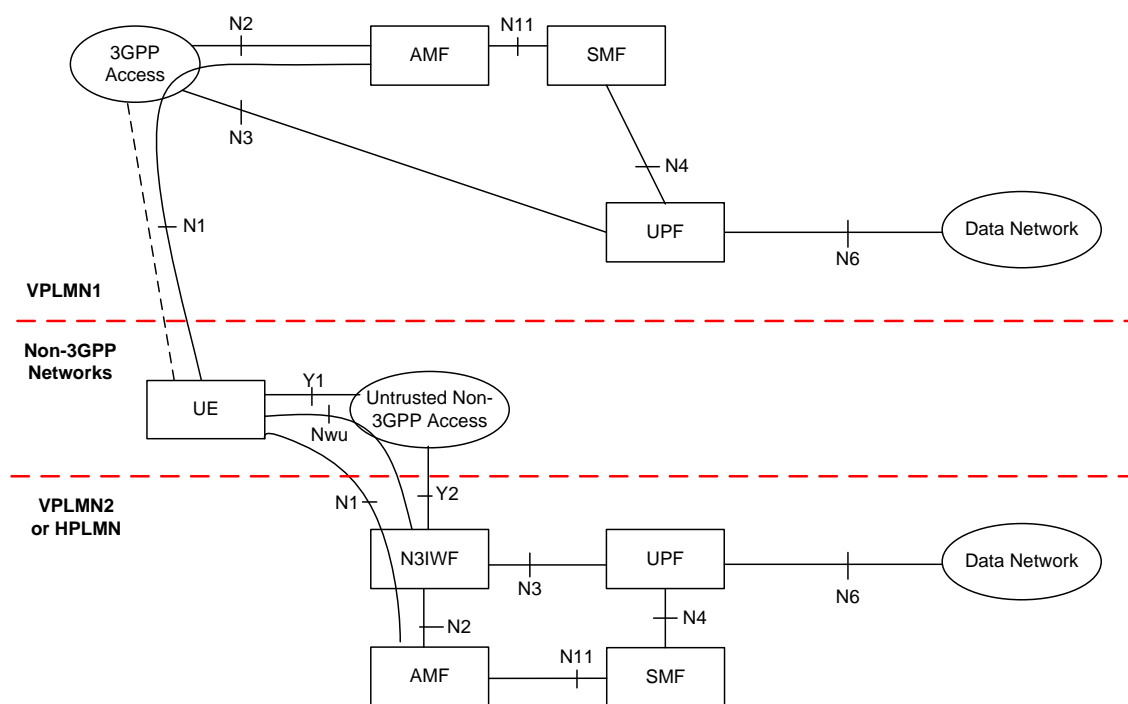 N2
N11
3GPP
Access
AMF
SMF
N3
N4
N1
UPF
Data Network
N6
VPLMN1
Non-3GPP
Networks
Y1
UE
Untrusted Non-
3GPP Access
Nwu
VPLMN2
or HPLMN
N1
Y2
N3IWF
UPF
Data Network
N3
N6
N2
N4
N11
AMF
SMF